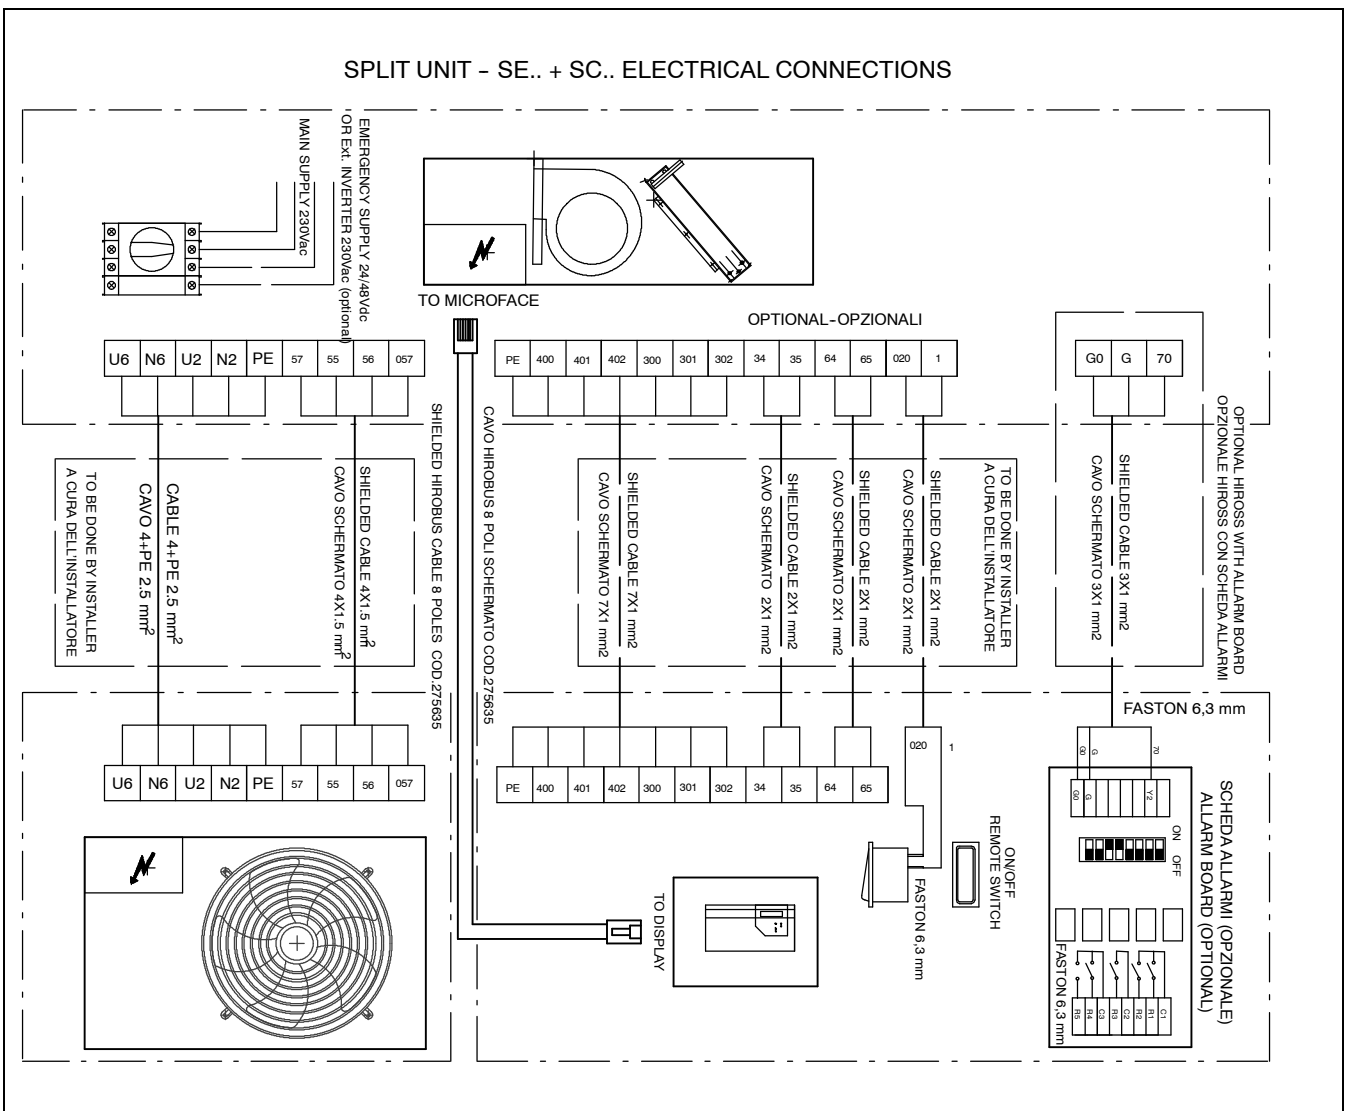 SPLIT UNIT - SE.. + SC.. ELECTRICAL CONNECTIONS
MAIN SUPPLY 230Vac
EMERGENCY SUPPLY 24/48Vdc
OR Ext. INVERTER 230Vac (optional)
TO MICROFACE
OPTIONAL-OPZIONALI
U6 N6 U2 N2 PE 57 55 56 057
PE 400 401 402 300 301 302 34 35 64 65 020 1
G0 G 70
TO BE DONE BY INSTALLER
A CURA DELL'INSTALLATORE
CABLE 4+PE 2.5 mm2
CAVO 4+PE 2.5 mm2
SHIELDED CABLE 4X1.5 mm2
CAVO SCHERMATO 4X1.5 mm2
SHIELDED HIROBUS CABLE 8 POLES COD.275635
CAVO HIROBUS 8 POLI SCHERMATO COD.275635
SHIELDED CABLE 7X1 mm2
CAVO SCHERMATO 7X1 mm2
SHIELDED CABLE 2X1 mm2
CAVO SCHERMATO 2X1 mm2
SHIELDED CABLE 2X1 mm2
CAVO SCHERMATO 2X1 mm2
SHIELDED CABLE 2X1 mm2
CAVO SCHERMATO 2X1 mm2
TO BE DONE BY INSTALLER
A CURA DELL'INSTALLATORE
SHIELDED CABLE 3X1 mm2
CAVO SCHERMATO 3X1 mm2
OPTIONAL HIROSS WITH ALLARM BOARD
OPZIONALE HIROSS CON SCHEDA ALLARMI
FASTON 6,3 mm
U6 N6 U2 N2 PE 57 55 56 057
PE 400 401 402 300 301 302 34 35 64 65
020 1
G0 G 70
G0 G Y2
ON OFF
SCHEDA ALLARMI (OPZIONALE)
ALLARM BOARD (OPTIONAL)
ON/OFF
REMOTE SWITCH
FASTON 6,3 mm
TO DISPLAY
FASTON 6,3 mm
R5 R4 C3 R3 C2 R2 R1 C1